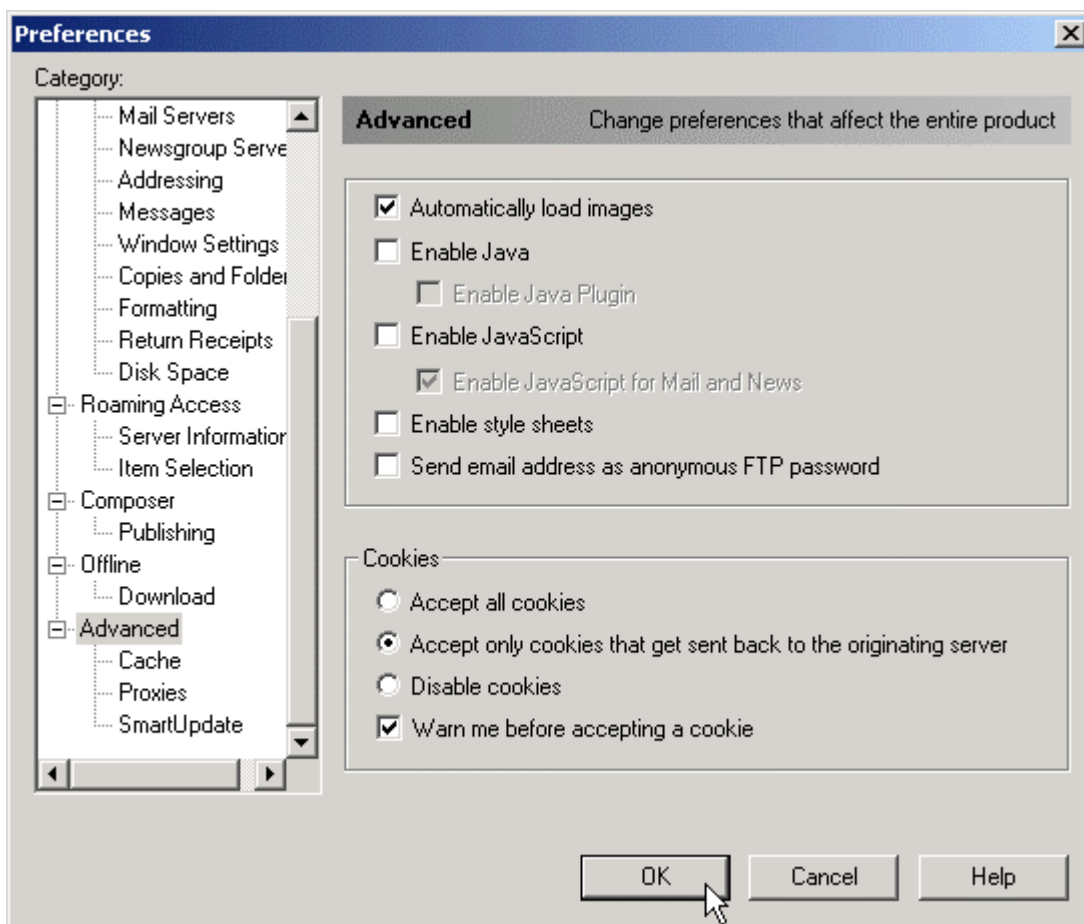 Preferences
Category:
Mail Servers
Newsgroup Serve
Addressing
Messages
Window Settings
Copies and Folder
Formatting
Return Receipts
Disk Space
Roaming Access
Server Information
Item Selection
Composer
Publishing
Offline
Download
Advanced
Cache
Proxies
SmartUpdate
Advanced Change preferences that affect the entire product
Automatically load images
Enable Java
Enable Java Plugin
Enable JavaScript
Enable JavaScript for Mail and News
Enable style sheets
Send email address as anonymous FTP password
Cookies
Accept all cookies
Accept only cookies that get sent back to the originating server
Disable cookies
Warn me before accepting a cookie
OK Cancel Help